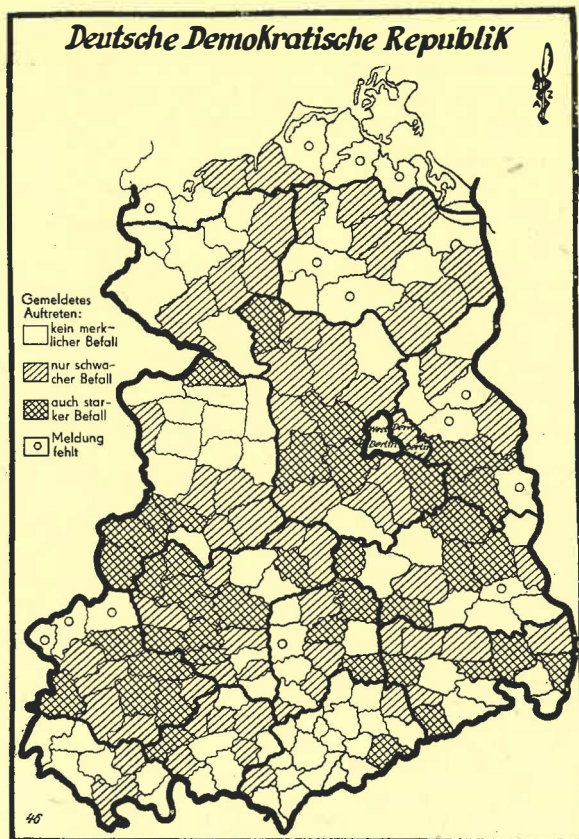 Deutsche Demokratische Republik
Gemeldetes
Auftreten:
kein merk-
licher Befall
nur schwa-
cher Befall
auch star-
ker Befall
Meldung
fehlt
Berlin
Berlin
46